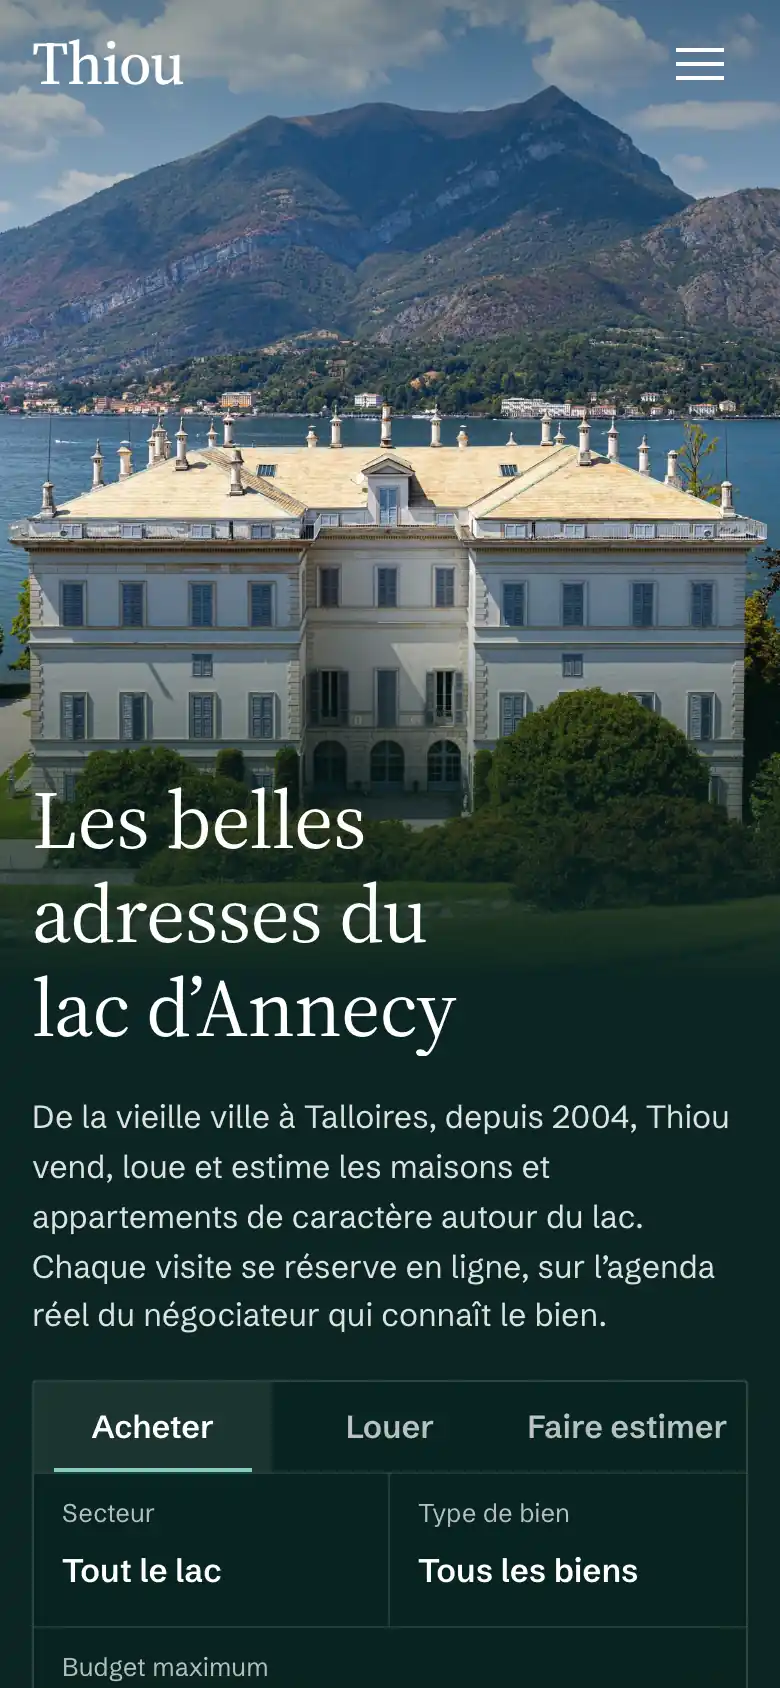 Thiou
Les belles
adresses du
lac d’Annecy
De la vieille ville à Talloires, depuis 2004, Thiou
vend, loue et estime les maisons et
appartements de caractère autour du lac.
Chaque visite se réserve en ligne, sur l’agenda
réel du négociateur qui connaît le bien.
Acheter Louer Faire estimer
Secteur Type de bien
Tout le lac Tous les biens
Budget maximum